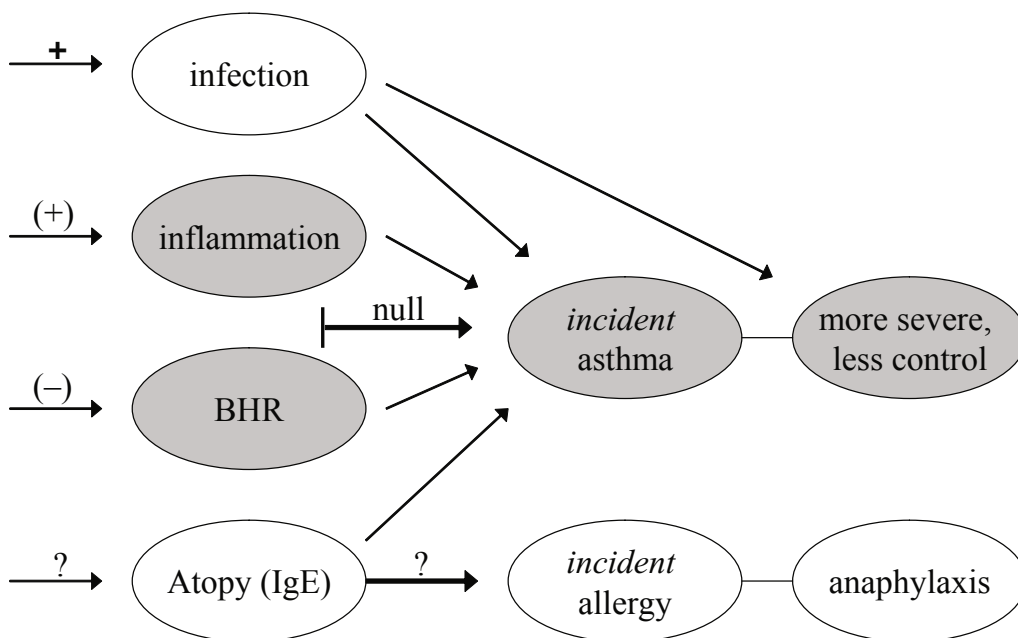 +
infection
(+)
inflammation
null
incident
asthma
more severe,
less control
(−)
BHR
?
Atopy (IgE)
?
incident
allergy
anaphylaxis